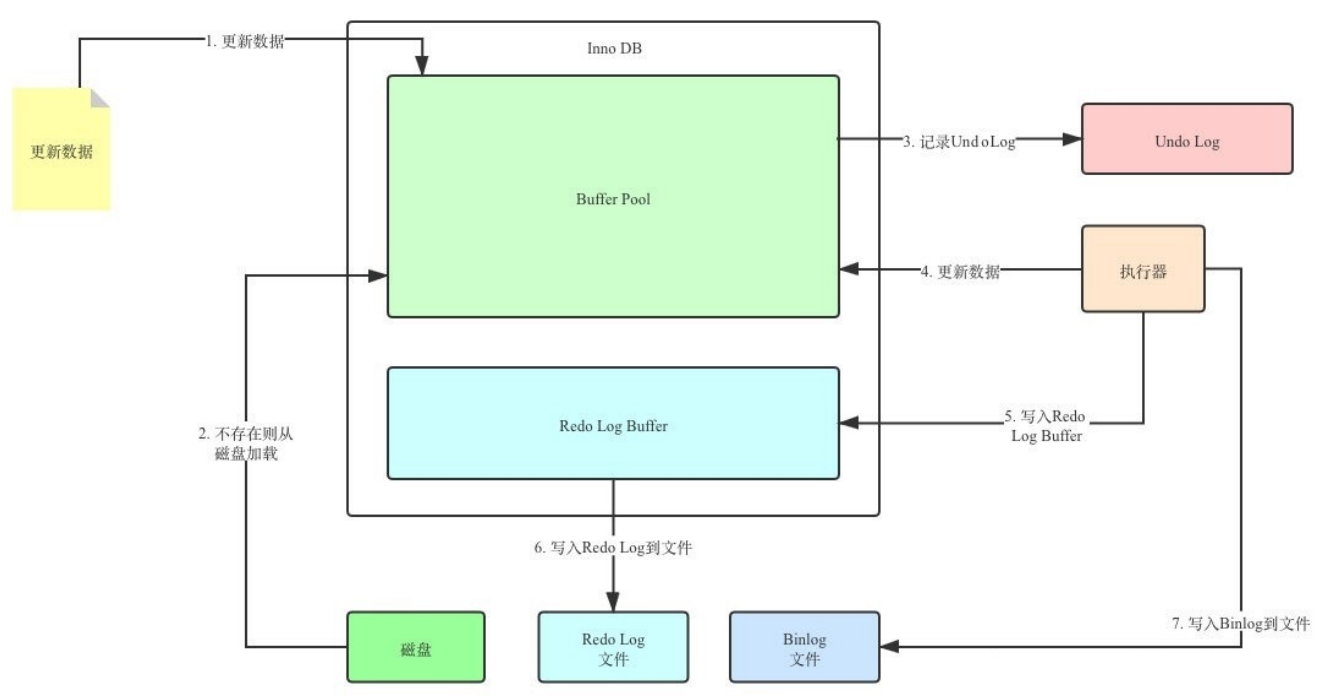 1. 更新数据
Inno DB
更新数据
Buffer Pool
3. 记录UndoLog
Undo Log
4. 更新数据
执行器
2. 不存在则从
磁盘加载
Redo Log Buffer
5. 写入Redo
Log Buffer
6. 写入Redo Log到文件
7. 写入Binlog到文件
磁盘
Redo Log
文件
Binlog
文件